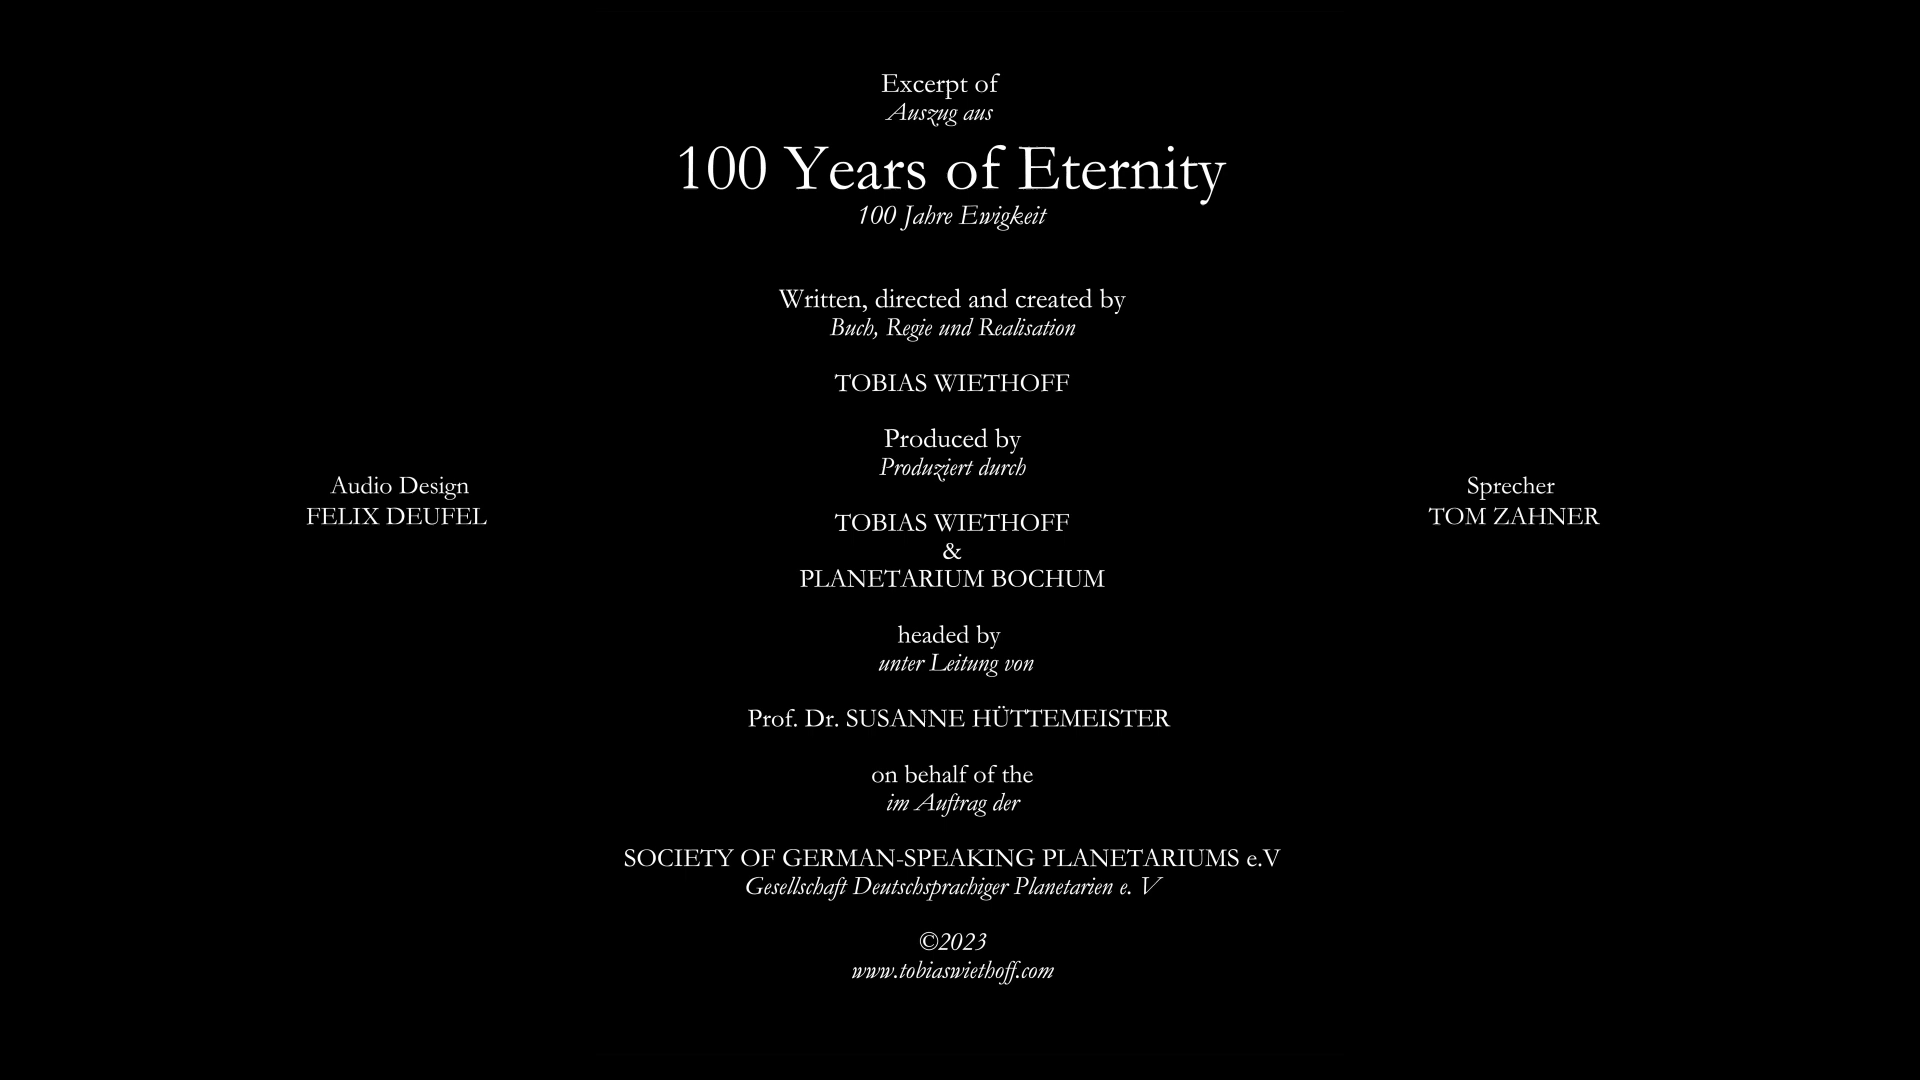 Excerpt of
Auszug aus
100 Years of Eternity
100 Jahre Ewigkeit
Written, directed and created by
Buch, Regie und Realisation
TOBIAS WIETHOFF
Produced by
Produziert durch
TOBIAS WIETHOFF
&
PLANETARIUM BOCHUM
headed by
unter Leitung von
Prof. Dr. SUSANNE HÜTTEMEISTER
on behalf of the
im Auftrag der
SOCIETY OF GERMAN-SPEAKING PLANETARIUMS e.V
Gesellschaft Deutschsprachiger Planetarien e. V
©2023
www.tobiaswiethoff.com
Audio Design
FELIX DEUFEL
Sprecher
TOM ZAHNER